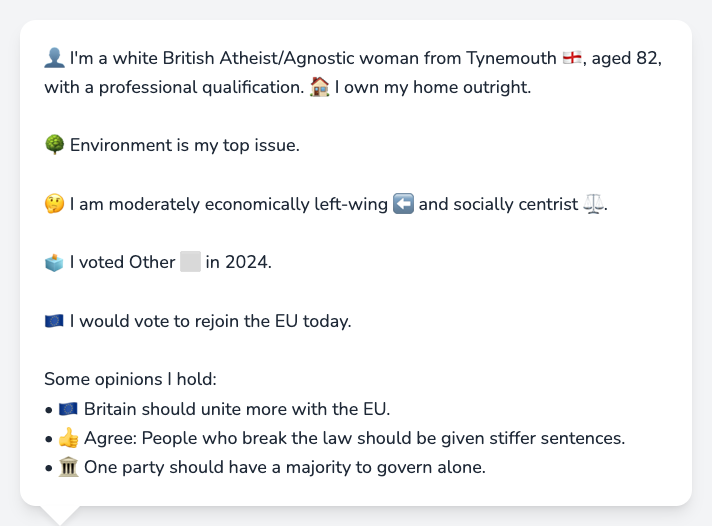 👤 I'm a white British Atheist/Agnostic woman from Tynemouth 🏴󠁧󠁢󠁥󠁮󠁧󠁿, aged 82,
with a professional qualification. 🏠 I own my home outright.
🌳 Environment is my top issue.
🤔 I am moderately economically left-wing ⬅️ and socially centrist ⚖️.
🗳️ I voted Other ⬜ in 2024.
🇪🇺 I would vote to rejoin the EU today.
Some opinions I hold:
• 🇪🇺 Britain should unite more with the EU.
• 👍 Agree: People who break the law should be given stiffer sentences.
• 🏛️ One party should have a majority to govern alone.